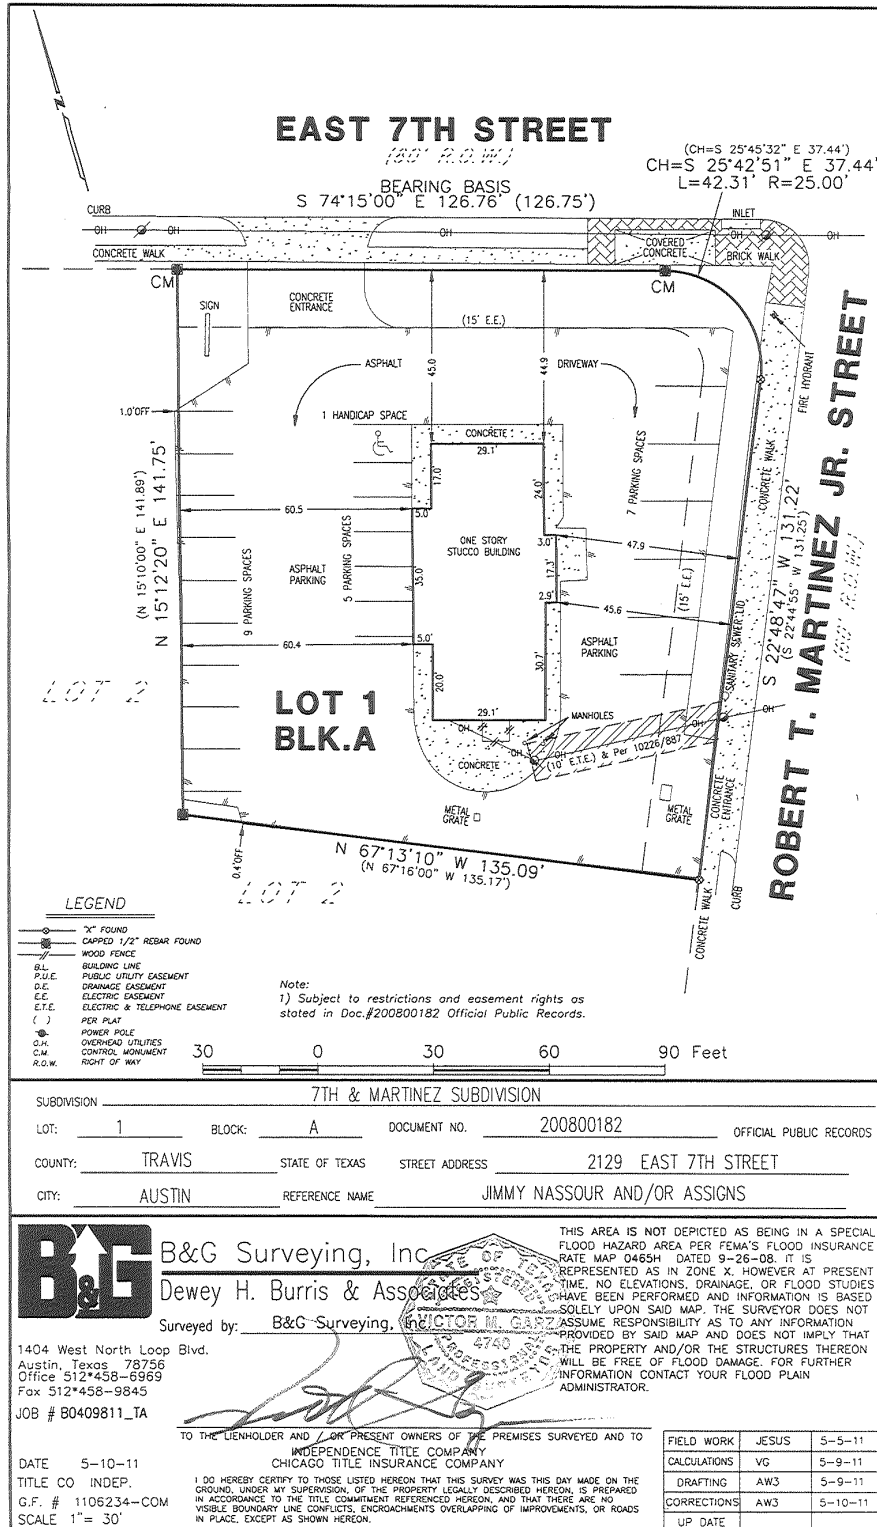 N
EAST 7TH STREET
(80' R.O.W.)
(CH=S 25°45'32" E 37.44')
CH=S 25°42'51" E 37.44'
L=42.31' R=25.00'
BEARING BASIS
S 74°15'00" E 126.76' (126.75')
CURB
INLET
OH
OH
OH
OH
OH
CONCRETE WALK
COVERED
CONCRETE
BRICK WALK
CM
CM
SIGN
CONCRETE
ENTRANCE
(15' E.E.)
FIRE HYDRANT
ASPHALT
45.0
44.9
DRIVEWAY
1.0'OFF
1 HANDICAP SPACE
CONCRETE
29.1'
17.0'
24.0'
7 PARKING SPACES
CONCRETE WALK
(N 15°10'00" E 141.89')
N 15°12'20" E 141.75'
60.5
5.0'
ONE STORY
STUCCO BUILDING
3.0'
47.9
17.3'
2.9'
45.6
9 PARKING SPACES
ASPHALT
PARKING
5 PARKING SPACES
35.0'
(15' E.E.)
S 22°48'47" W 131.22'
(S 22°44'55" W 131.25')
ROBERT T. MARTINEZ JR. STREET
(60' R.O.W.)
60.4
5.0'
ASPHALT
PARKING
SANITARY SEWER LID
LOT 2
LOT 1
BLK.A
20.0'
30.7'
29.1'
MANHOLES
OH
OH
OH
OH
OH
(10' E.T.E.) & Per 10226/887
CONCRETE
METAL
GRATE
METAL
GRATE
CONCRETE
ENTRANCE
0.4'OFF
N 67°13'10" W 135.09'
(N 67°16'00" W 135.17')
LOT 2
CONCRETE WALK
CURB
LEGEND
"X" FOUND
CAPPED 1/2" REBAR FOUND
WOOD FENCE
B.L. BUILDING LINE
P.U.E. PUBLIC UTILITY EASEMENT
D.E. DRAINAGE EASEMENT
E.E. ELECTRIC EASEMENT
E.T.E. ELECTRIC & TELEPHONE EASEMENT
( ) PER PLAT
POWER POLE
O.H. OVERHEAD UTILITIES
C.M. CONTROL MONUMENT
R.O.W. RIGHT OF WAY
Note:
1) Subject to restrictions and easement rights as
stated in Doc.#200800182 Official Public Records.
30 0 30 60 90 Feet
SUBDIVISION 7TH & MARTINEZ SUBDIVISION
LOT: 1 BLOCK: A DOCUMENT NO. 200800182 OFFICIAL PUBLIC RECORDS
COUNTY: TRAVIS STATE OF TEXAS STREET ADDRESS 2129 EAST 7TH STREET
CITY: AUSTIN REFERENCE NAME JIMMY NASSOUR AND/OR ASSIGNS
B&G
B&G Surveying, Inc.
Dewey H. Burris & Associates
Surveyed by: B&G Surveying, Inc.
STATE OF TEXAS
REGISTERED
VICTOR M. GARZA
4740
PROFESSIONAL
LAND SURVEYOR
1404 West North Loop Blvd.
Austin, Texas 78756
Office 512*458-6969
Fax 512*458-9845
JOB # B0409811_TA
THIS AREA IS NOT DEPICTED AS BEING IN A SPECIAL
FLOOD HAZARD AREA PER FEMA'S FLOOD INSURANCE
RATE MAP 0465H DATED 9-26-08. IT IS
REPRESENTED AS IN ZONE X. HOWEVER AT PRESENT
TIME, NO ELEVATIONS, DRAINAGE, OR FLOOD STUDIES
HAVE BEEN PERFORMED AND INFORMATION IS BASED
SOLELY UPON SAID MAP. THE SURVEYOR DOES NOT
ASSUME RESPONSIBILITY AS TO ANY INFORMATION
PROVIDED BY SAID MAP AND DOES NOT IMPLY THAT
THE PROPERTY AND/OR THE STRUCTURES THEREON
WILL BE FREE OF FLOOD DAMAGE. FOR FURTHER
INFORMATION CONTACT YOUR FLOOD PLAIN
ADMINISTRATOR.
TO THE LIENHOLDER AND / OR PRESENT OWNERS OF THE PREMISES SURVEYED AND TO
INDEPENDENCE TITLE COMPANY
CHICAGO TITLE INSURANCE COMPANY
DATE 5-10-11
TITLE CO INDEP.
G.F. # 1106234-COM
SCALE 1"= 30'
I DO HEREBY CERTIFY TO THOSE LISTED HEREON THAT THIS SURVEY WAS THIS DAY MADE ON THE
GROUND, UNDER MY SUPERVISION, OF THE PROPERTY LEGALLY DESCRIBED HEREON, IS PREPARED
IN ACCORDANCE TO THE TITLE COMMITMENT REFERENCED HEREON, AND THAT THERE ARE NO
VISIBLE BOUNDARY LINE CONFLICTS, ENCROACHMENTS OVERLAPPING OF IMPROVEMENTS, OR ROADS
IN PLACE, EXCEPT AS SHOWN HEREON.
FIELD WORK JESUS 5-5-11
CALCULATIONS VG 5-9-11
DRAFTING AW3 5-9-11
CORRECTIONS AW3 5-10-11
UP DATE